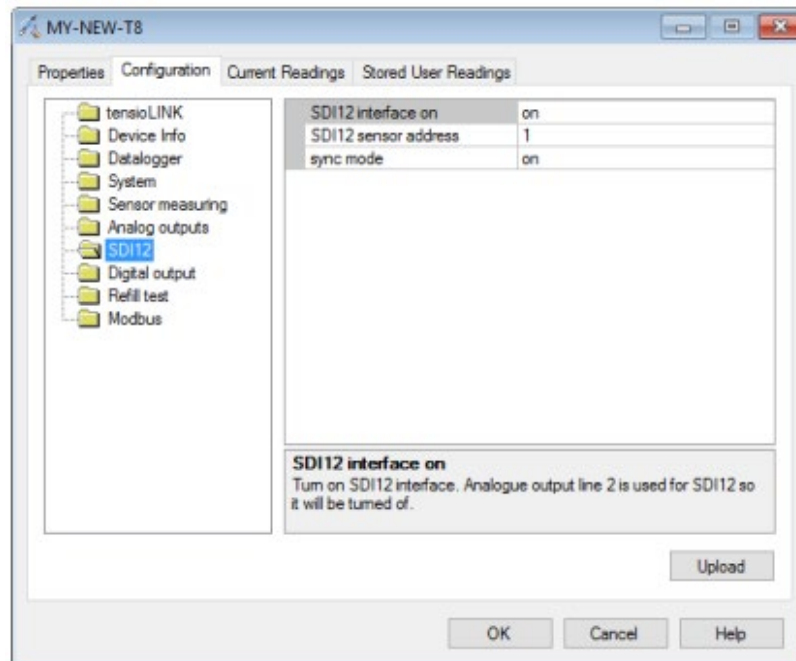 MY-NEW-T8
Properties Configuration Current Readings Stored User Readings
tensioLINK
Device Info
Datalogger
System
Sensor measuring
Analog outputs
SDI12
Digital output
Refill test
Modbus
SDI12 interface on on
SDI12 sensor address 1
sync mode on
SDI12 interface on
Turn on SDI12 interface. Analogue output line 2 is used for SDI12 so
it will be turned of.
Upload
OK Cancel Help